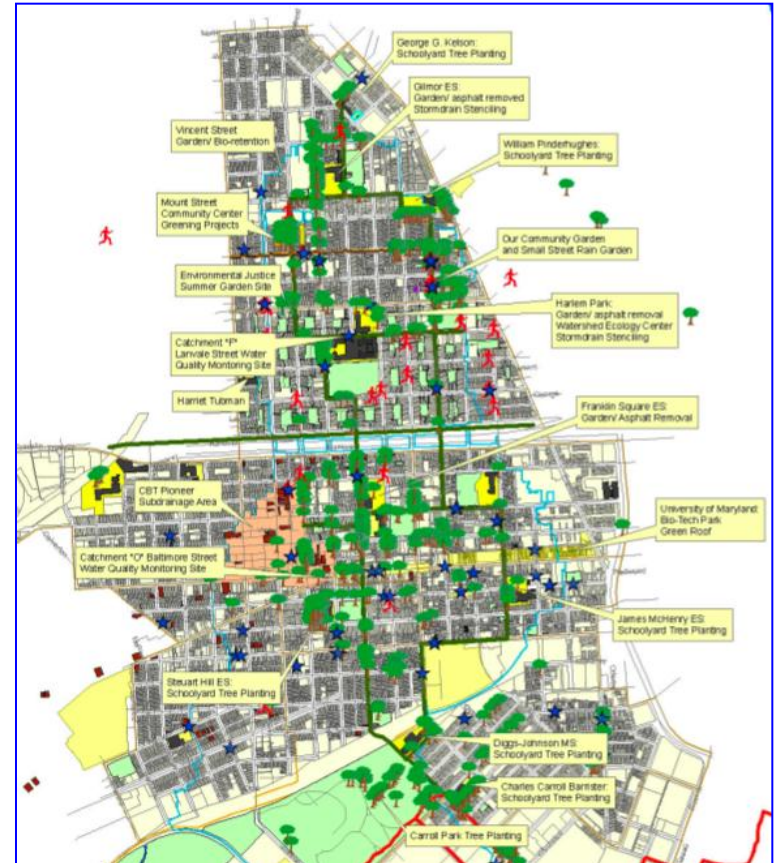 George G. Kelson:
Schoolyard Tree Planting
Gilmor ES:
Garden/ asphalt removed
Stormdrain Stenciling
Vincent Street
Garden/ Bio-retention
William Pinderhughes:
Schoolyard Tree Planting
Mount Street
Community Center
Greening Projects
Our Community Garden
and Small Street Rain Garden
Environmental Justice
Summer Garden Site
Harlem Park:
Garden/ asphalt removal
Watershed Ecology Center
Stormdrain Stenciling
Catchment "F"
Lanvale Street Water
Quality Montoring Site
Harriet Tubman
Franklin Square ES:
Garden/ Asphalt Removal
CBT Pioneer
Subdrainage Area
University of Maryland:
Bio-Tech Park
Green Roof
Catchment "O" Baltimore Street
Water Quality Monitoring Site
James McHenry ES:
Schoolyard Tree Planting
Steuart Hill ES:
Schoolyard Tree Planting
Diggs-Johnson MS:
Schoolyard Tree Planting
Charles Carroll Barrister:
Schoolyard Tree Planting
Carroll Park Tree Planting